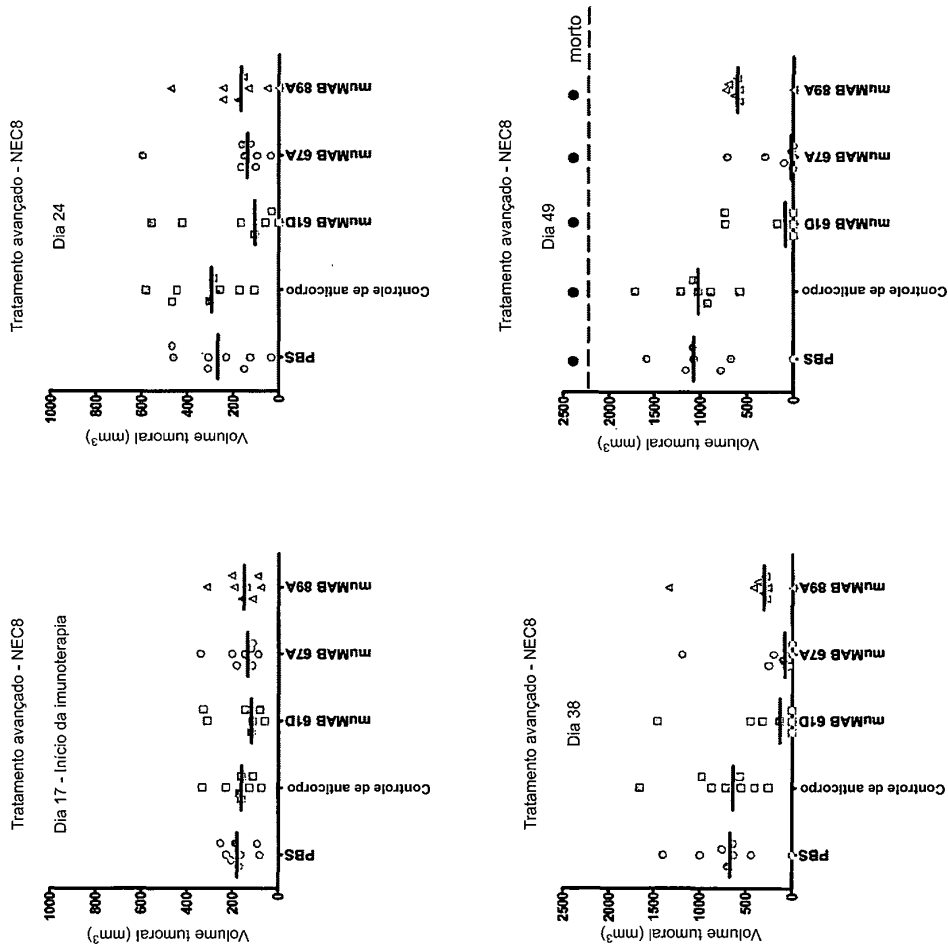 Tratamento avançado - NEC8
Dia 17 - Início da imunoterapia
Volume tumoral (mm³)
1000
800
600
400
200
0
PBS
Controle de anticorpo
muMAB 61D
muMAB 67A
muMAB 89A
Tratamento avançado - NEC8
Dia 24
Volume tumoral (mm³)
1000
800
600
400
200
0
PBS
Controle de anticorpo
muMAB 61D
muMAB 67A
muMAB 89A
Tratamento avançado - NEC8
Dia 38
Volume tumoral (mm³)
2500
2000
1500
1000
500
0
PBS
Controle de anticorpo
muMAB 61D
muMAB 67A
muMAB 89A
Tratamento avançado - NEC8
Dia 49
morto
Volume tumoral (mm³)
2500
2000
1500
1000
500
0
PBS
Controle de anticorpo
muMAB 61D
muMAB 67A
muMAB 89A